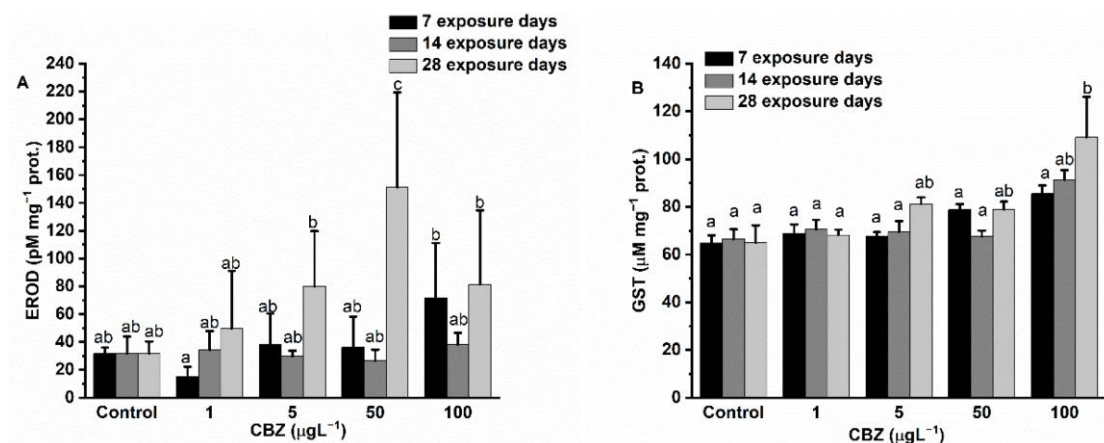 7 exposure days
14 exposure days
28 exposure days
A
EROD (pM mg⁻¹ prot.)
240
220
200
180
160
140
120
100
80
60
40
20
0
ab ab ab
a ab ab
ab ab b
ab ab c
b ab b
Control 1 5 50 100
CBZ (μgL⁻¹)
7 exposure days
14 exposure days
28 exposure days
B
GST (μM mg⁻¹ prot.)
140
120
100
80
60
40
20
0
a a a
a a a
a a ab
a a ab
a ab b
Control 1 5 50 100
CBZ (μgL⁻¹)